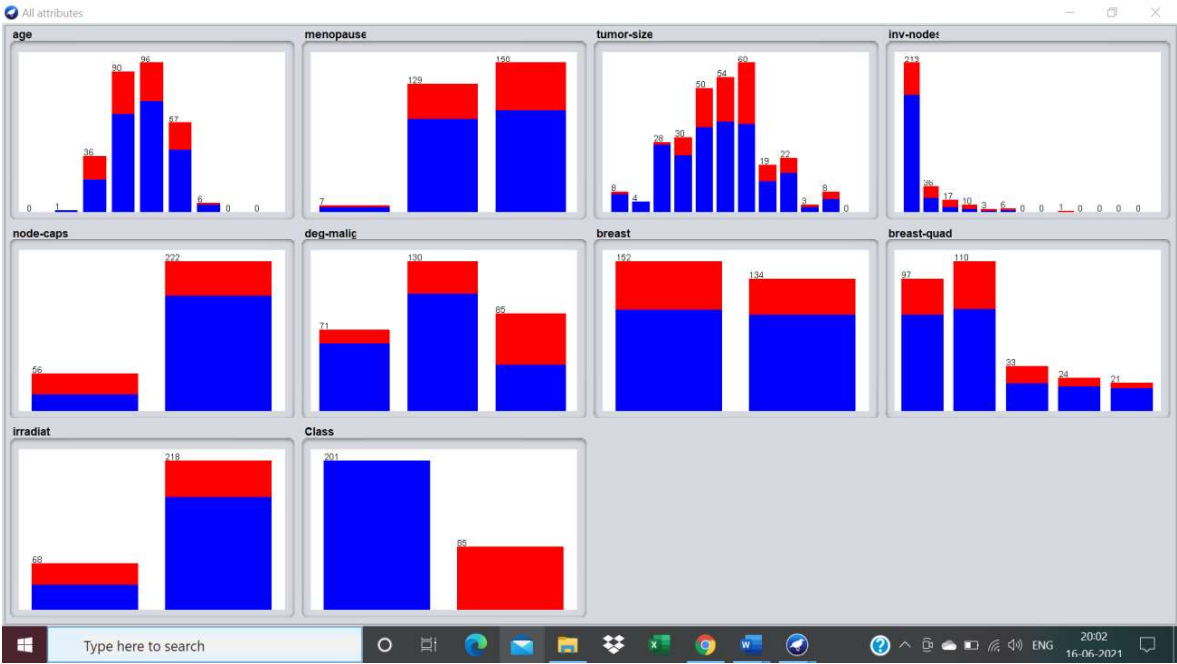 All attributes
age
menopause
tumor-size
inv-nodes
0 1 36 90 96 57 6 0 0
7 129 150
8 4 28 30 50 54 60 19 22 3 8 0
213 36 17 10 3 6 0 0 1 0 0 0 0
node-caps
deg-malig
breast
breast-quad
56 222
71 130 85
152 134
97 110 33 24 21
irradiat
Class
68 218
201 85
Type here to search
ENG
20:02
16-06-2021